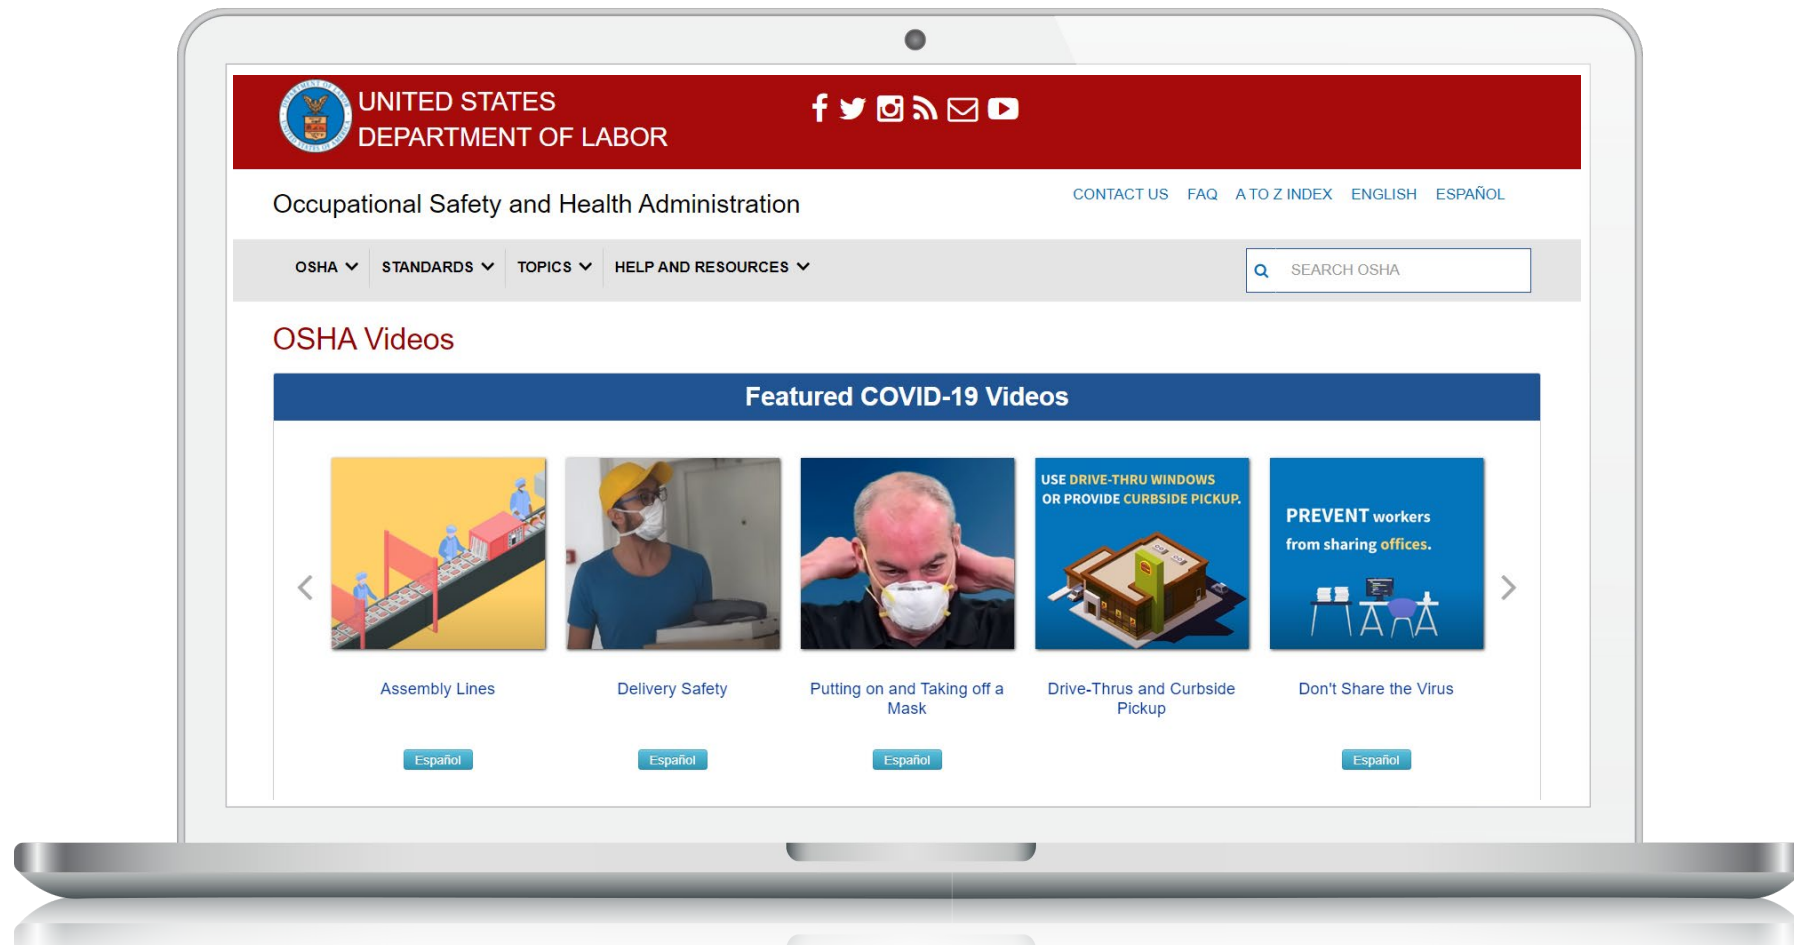 UNITED STATES
DEPARTMENT OF LABOR
Occupational Safety and Health Administration
CONTACT US FAQ A TO Z INDEX ENGLISH ESPAÑOL
OSHA STANDARDS TOPICS HELP AND RESOURCES
SEARCH OSHA
OSHA Videos
Featured COVID-19 Videos
USE DRIVE-THRU WINDOWS
OR PROVIDE CURBSIDE PICKUP.
PREVENT workers
from sharing offices.
Assembly Lines
Delivery Safety
Putting on and Taking off a
Mask
Drive-Thrus and Curbside
Pickup
Don't Share the Virus
Español
Español
Español
Español